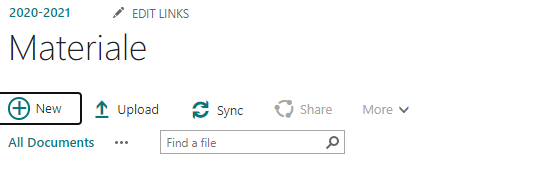 2020-2021 EDIT LINKS
Materiale
New Upload Sync Share More
All Documents ••• Find a file